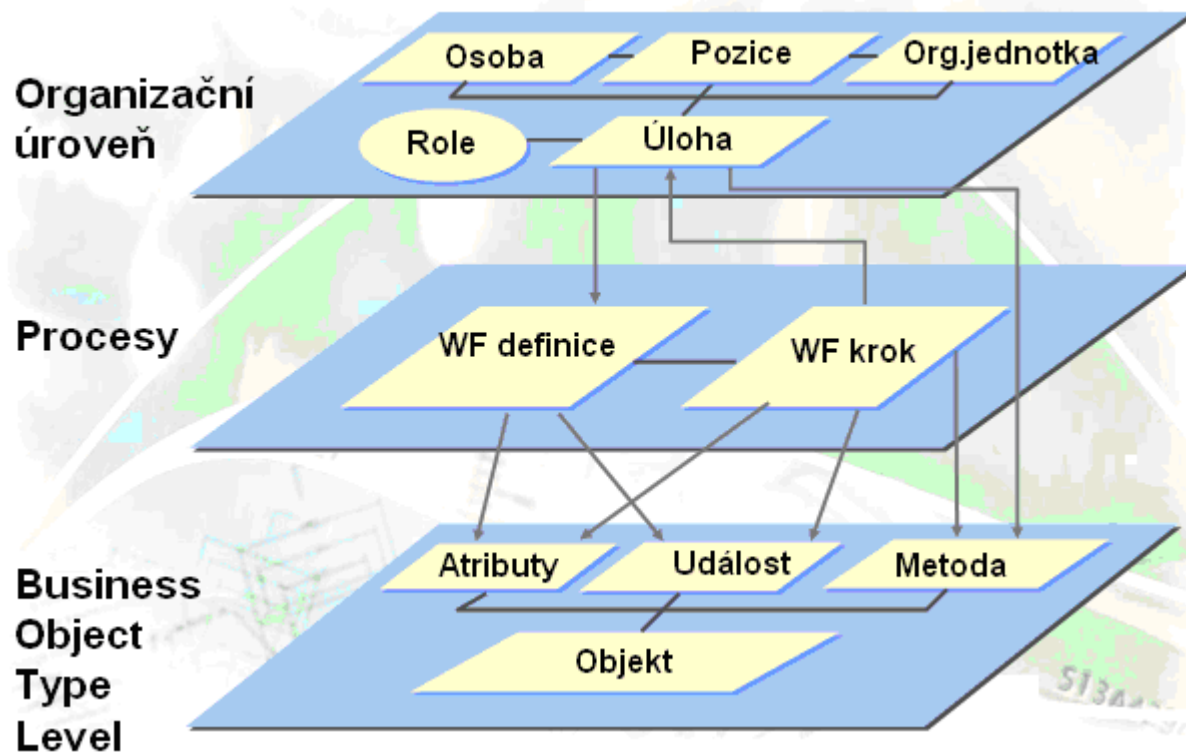 Osoba
Pozice
Org.jednotka
Organizační
úroveň
Role
Úloha
Procesy
WF definice
WF krok
Business
Object
Type
Level
Atributy
Událost
Metoda
Objekt